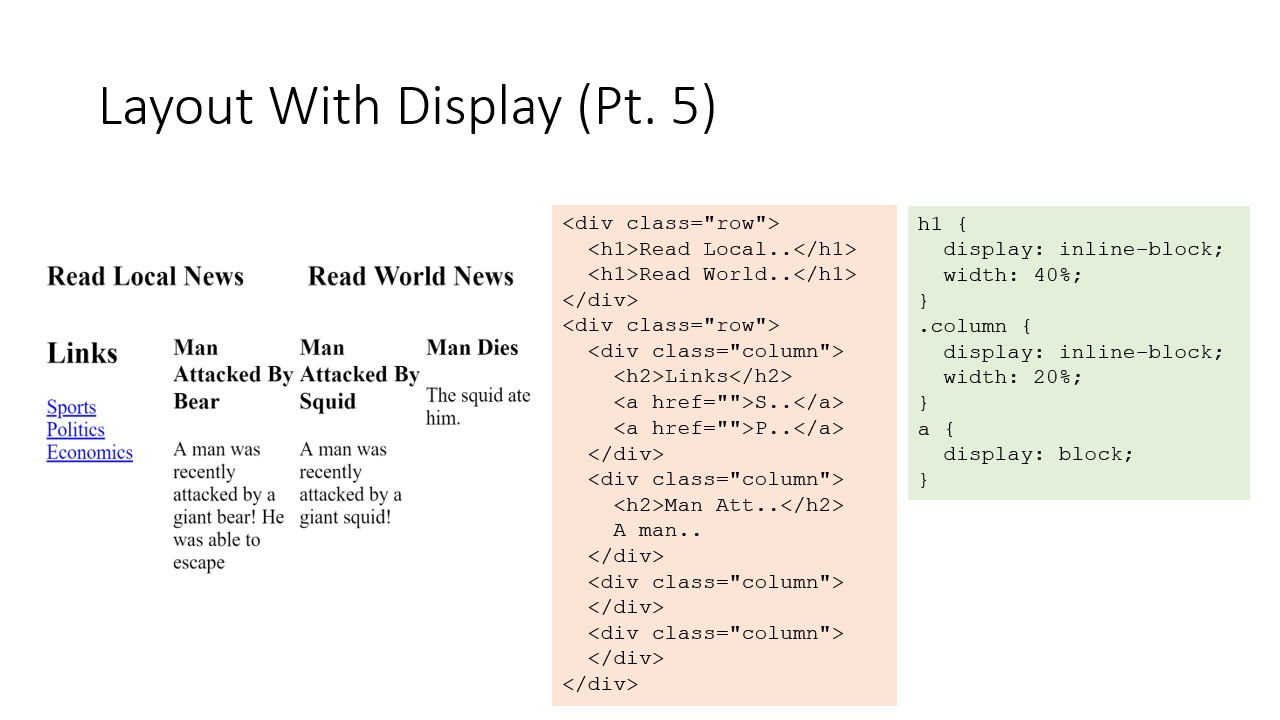 Layout With Display (Pt. 5)
Read Local News
Read World News
Links
Sports
Politics
Economics
Man
Attacked By
Bear
A man was
recently
attacked by a
giant bear! He
was able to
escape
Man
Attacked By
Squid
A man was
recently
attacked by a
giant squid!
Man Dies
The squid ate
him.
<div class="row">
  <h1>Read Local..</h1>
  <h1>Read World..</h1>
</div>
<div class="row">
  <div class="column">
    <h2>Links</h2>
    <a href="">S..</a>
    <a href="">P..</a>
  </div>
  <div class="column">
    <h2>Man Att..</h2>
    A man..
  </div>
  <div class="column">
  </div>
  <div class="column">
  </div>
</div>
h1 {
  display: inline-block;
  width: 40%;
}
.column {
  display: inline-block;
  width: 20%;
}
a {
  display: block;
}